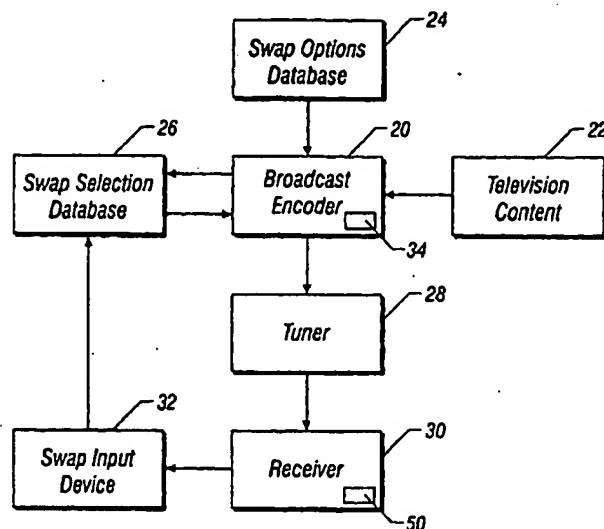 24
Swap Options
Database
26
20
22
Swap Selection
Database
Broadcast
Encoder
34
Television
Content
28
Tuner
32
30
Swap Input
Device
Receiver
50